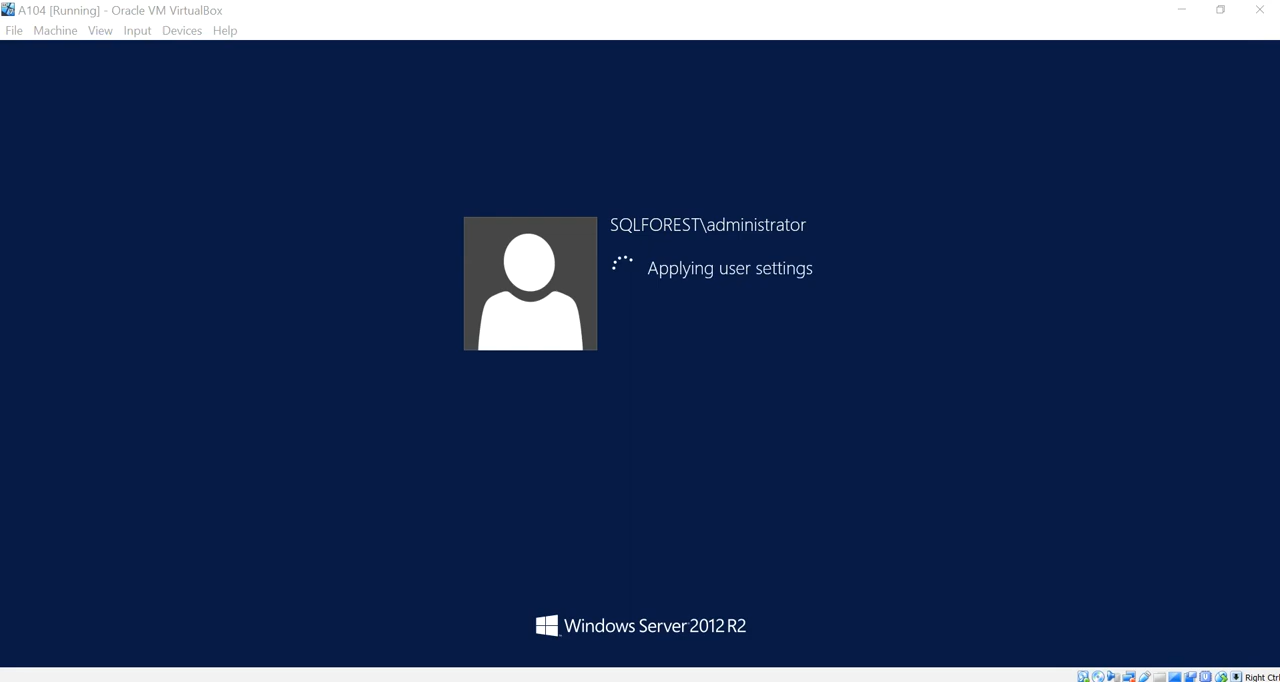 A104 [Running] - Oracle VM VirtualBox
File Machine View Input Devices Help
SQLFOREST\administrator
Applying user settings
Windows Server 2012 R2
Right Ctrl